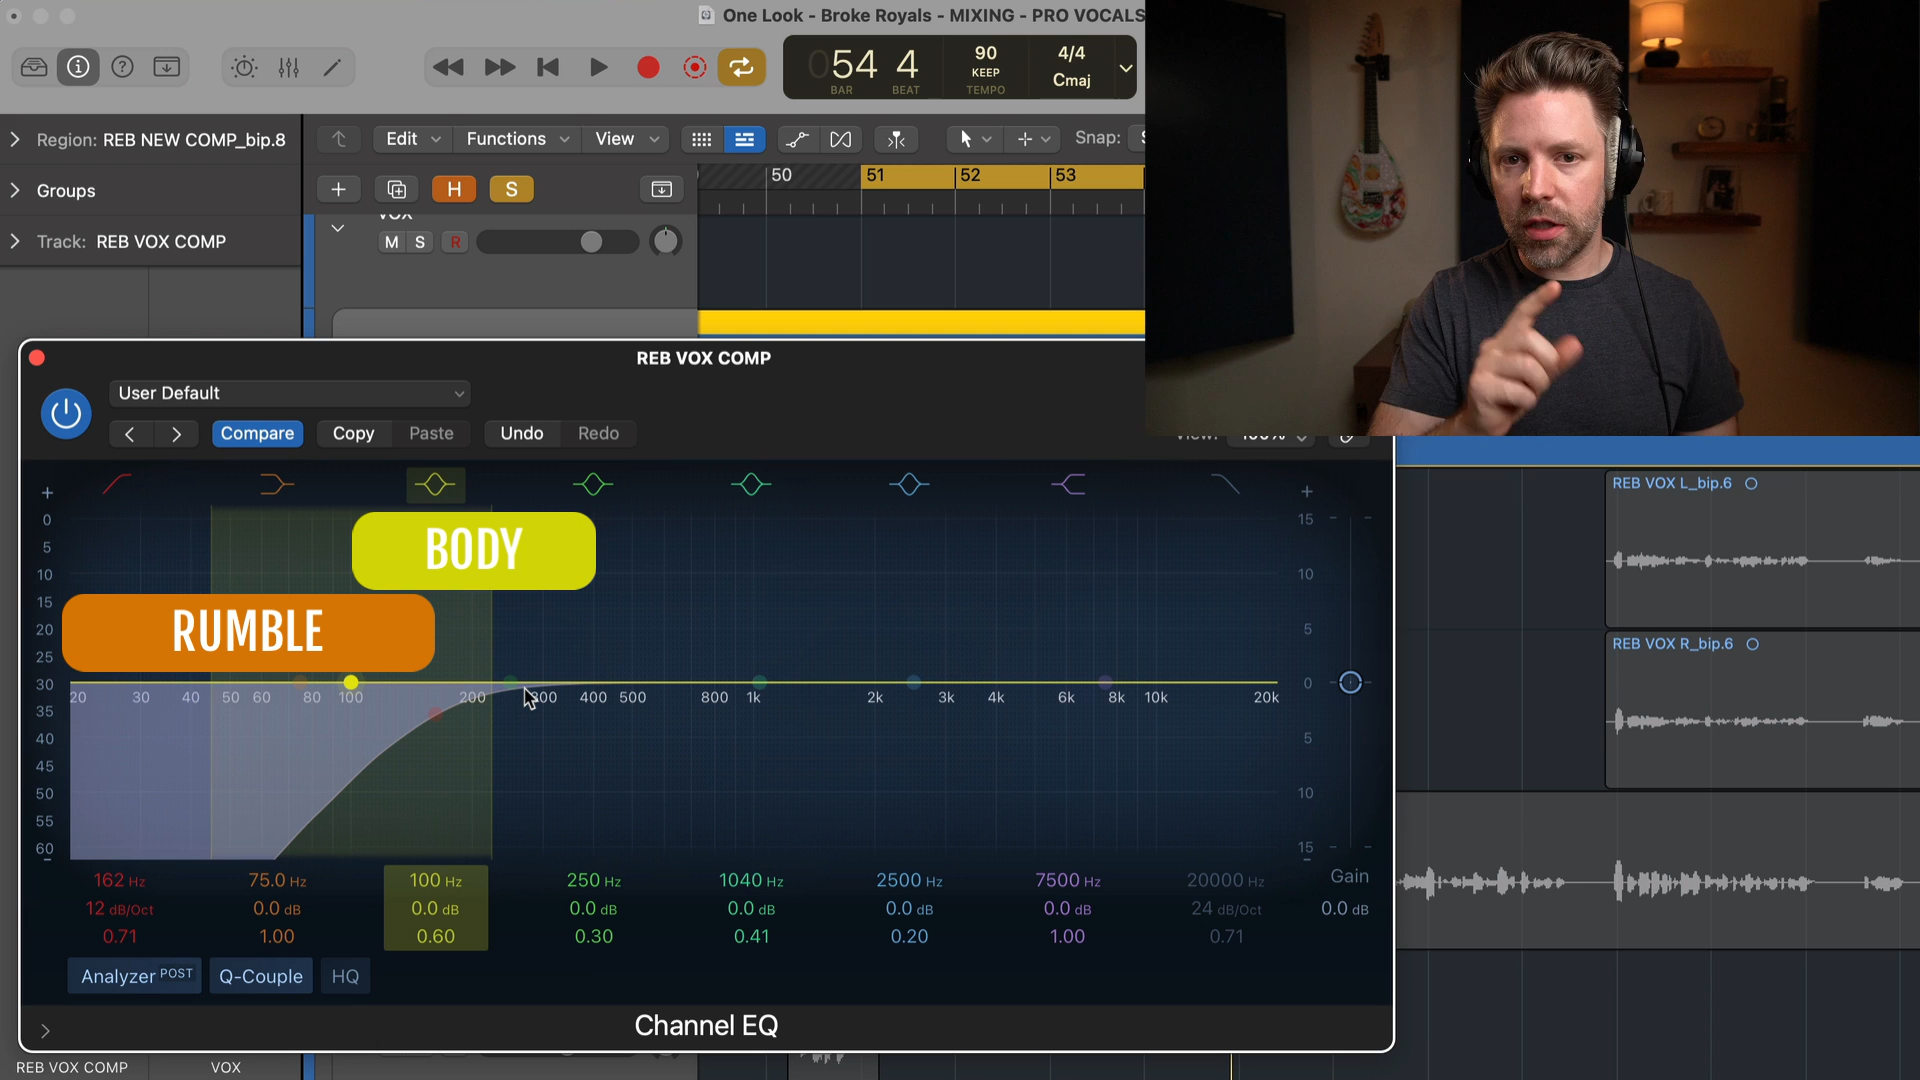 One Look - Broke Royals - MIXING - PRO VOCALS
54 4
BAR BEAT
90
KEEP
TEMPO
4/4
Cmaj
Region: REB NEW COMP_bip.8
Edit Functions View Snap:
Groups
H S
50 51 52 53
Track: REB VOX COMP
VOX
M S R
REB VOX COMP
User Default
Compare Copy Paste Undo Redo
View: 100%
REB VOX L_bip.6
REB VOX R_bip.6
+ +
0 5 10 15 20 25 30 35 40 45 50 55 60
15 10 5 0 5 10 15
BODY
RUMBLE
20 30 40 50 60 80 100 200 300 400 500 800 1k 2k 3k 4k 6k 8k 10k 20k
162 Hz 75.0 Hz 100 Hz 250 Hz 1040 Hz 2500 Hz 7500 Hz 20000 Hz Gain
12 dB/Oct 0.0 dB 0.0 dB 0.0 dB 0.0 dB 0.0 dB 0.0 dB 24 dB/Oct 0.0 dB
0.71 1.00 0.60 0.30 0.41 0.20 1.00 0.71
Analyzer POST Q-Couple HQ
Channel EQ
REB VOX COMP VOX